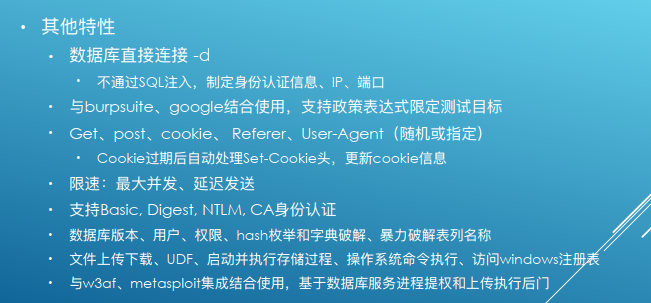 其他特性
数据库直接连接 -d
不通过SQL注入，制定身份认证信息、IP、端口
与burpsuite、google结合使用，支持政策表达式限定测试目标
Get、post、cookie、 Referer、User-Agent（随机或指定）
Cookie过期后自动处理Set-Cookie头，更新cookie信息
限速：最大并发、延迟发送
支持Basic, Digest, NTLM, CA身份认证
数据库版本、用户、权限、hash枚举和字典破解、暴力破解表列名称
文件上传下载、UDF、启动并执行存储过程、操作系统命令执行、访问windows注册表
与w3af、metasploit集成结合使用，基于数据库服务进程提权和上传执行后门